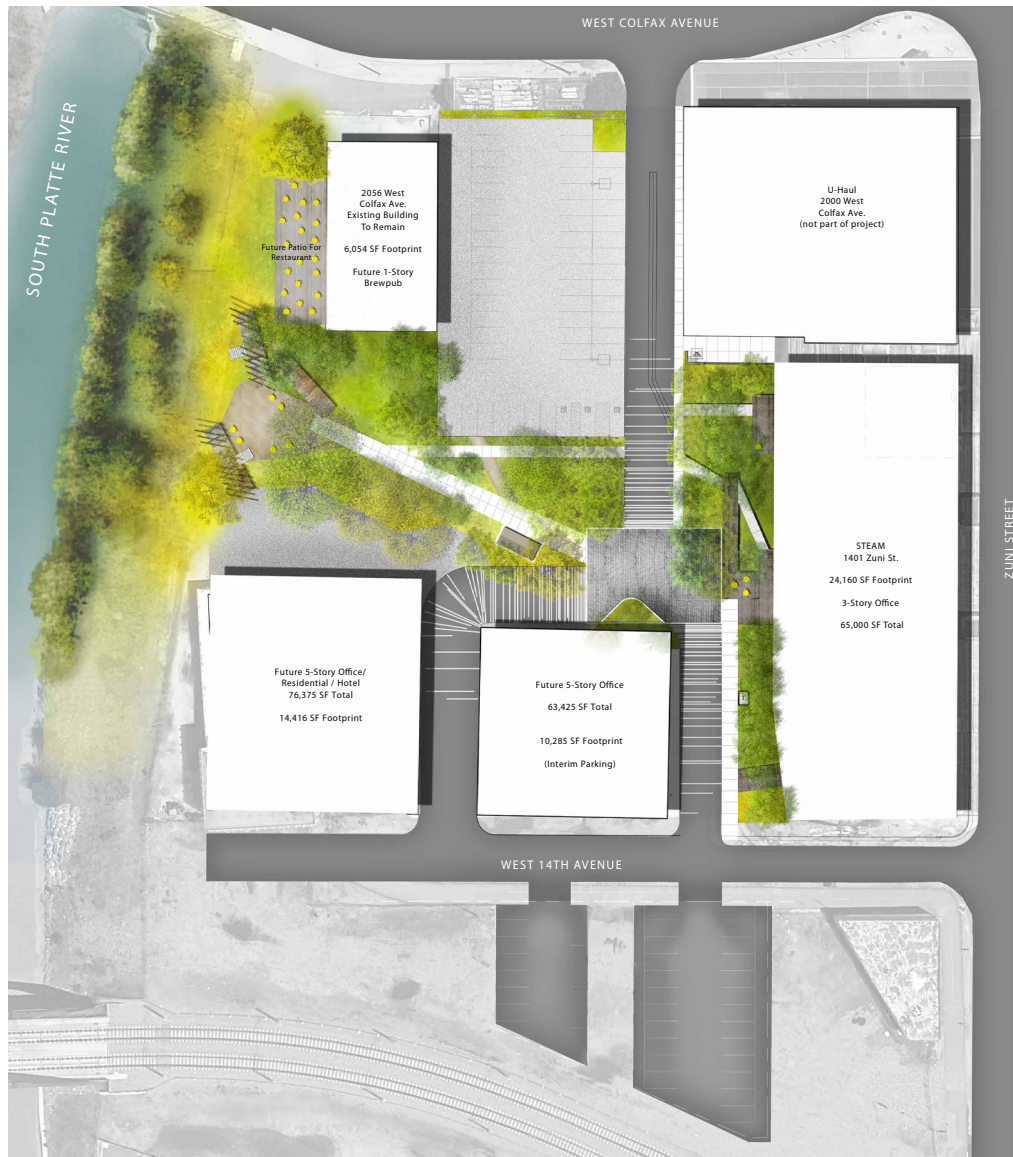 WEST COLFAX AVENUE
SOUTH PLATTE RIVER
2056 West
Colfax Ave.
Existing Building
To Remain
6,054 SF Footprint
Future 1-Story
Brewpub
Future Patio For
Restaurant
U-Haul
2000 West
Colfax Ave.
(not part of project)
ZUNI STREET
STEAM
1401 Zuni St.
24,160 SF Footprint
3-Story Office
65,000 SF Total
Future 5-Story Office/
Residential / Hotel
76,375 SF Total
14,416 SF Footprint
Future 5-Story Office
63,425 SF Total
10,285 SF Footprint
(Interim Parking)
WEST 14TH AVENUE